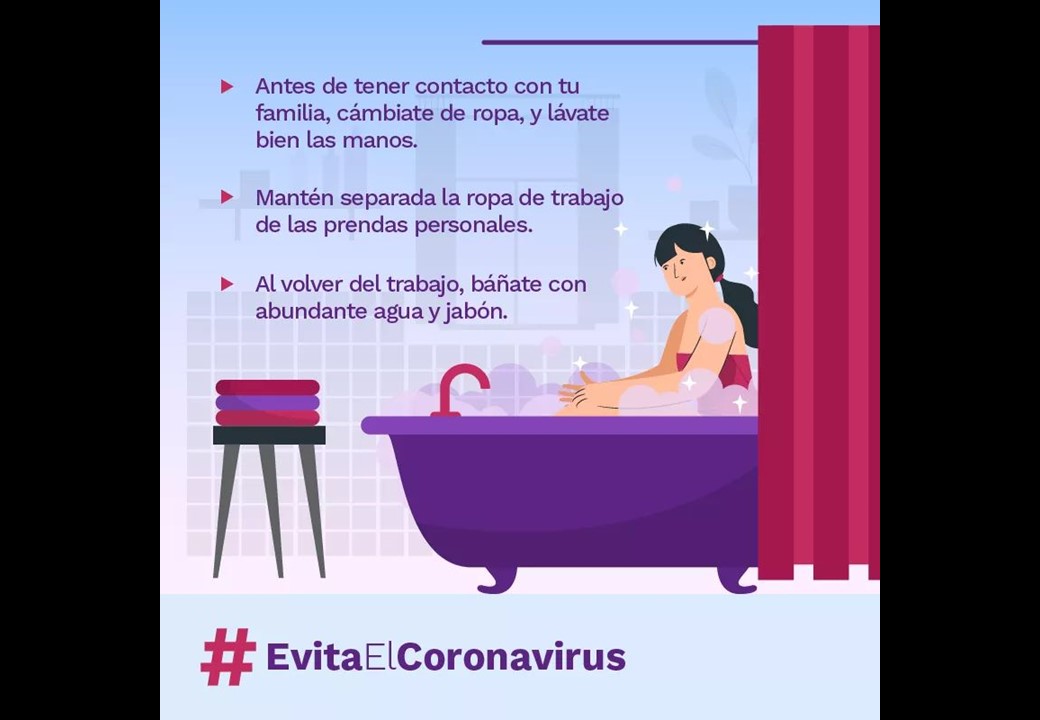 Antes de tener contacto con tu
familia, cámbiate de ropa, y lávate
bien las manos.
Mantén separada la ropa de trabajo
de las prendas personales.
Al volver del trabajo, báñate con
abundante agua y jabón.
#EvitaElCoronavirus